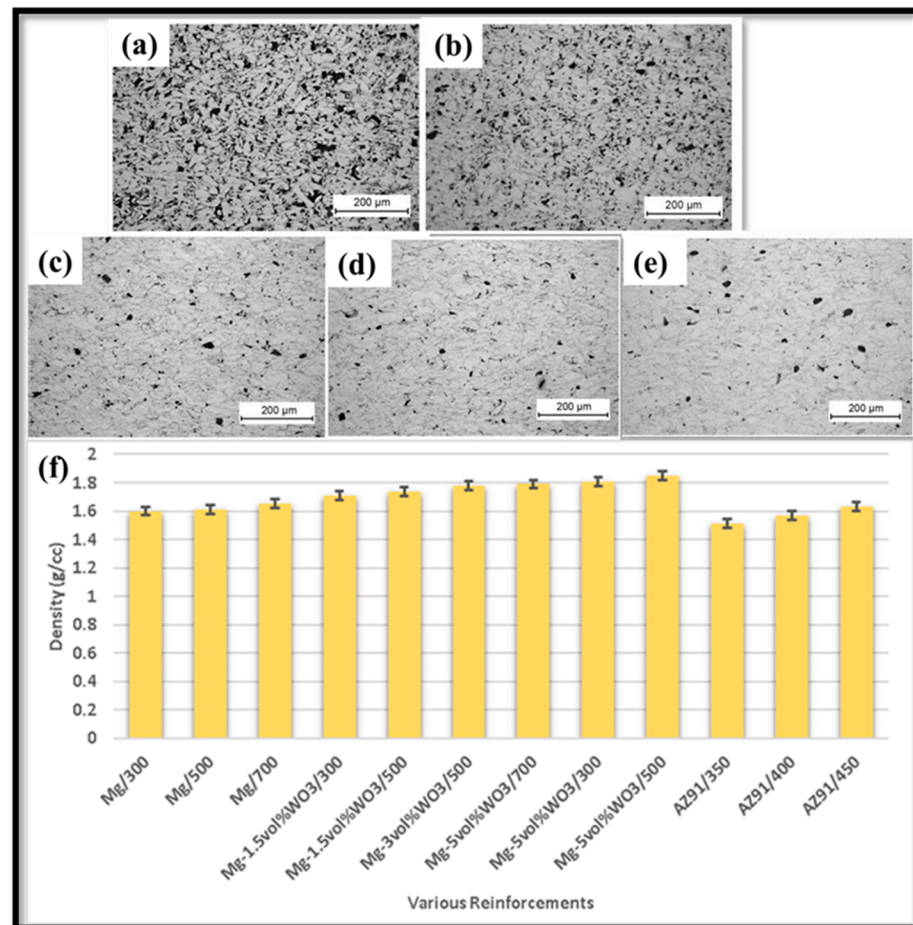 (a)
(b)
200 µm
200 µm
(c)
(d)
(e)
200 µm
200 µm
200 µm
(f)
2
1.8
1.6
1.4
1.2
1
0.8
0.6
0.4
0.2
0
Density (g/cc)
Mg/300
Mg/500
Mg/700
Mg-1.5vol%WO3/300
Mg-1.5vol%WO3/500
Mg-3vol%WO3/500
Mg-5vol%WO3/700
Mg-5vol%WO3/300
Mg-5vol%WO3/500
AZ91/350
AZ91/400
AZ91/450
Various Reinforcements